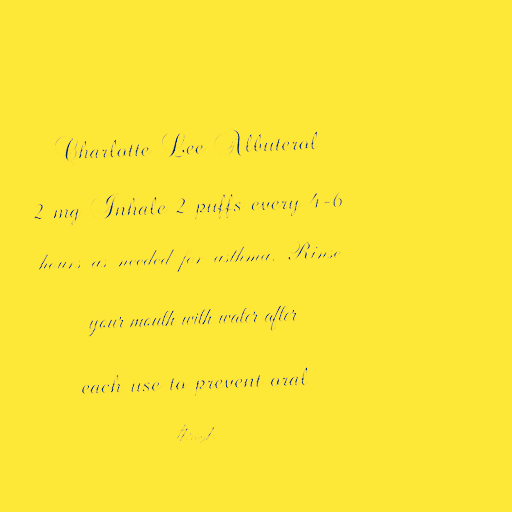 Charlotte Lee Albuterol
2 mg Inhale 2 puffs every 4-6
hours as needed for asthma. Rinse
your mouth with water after
each use to prevent oral